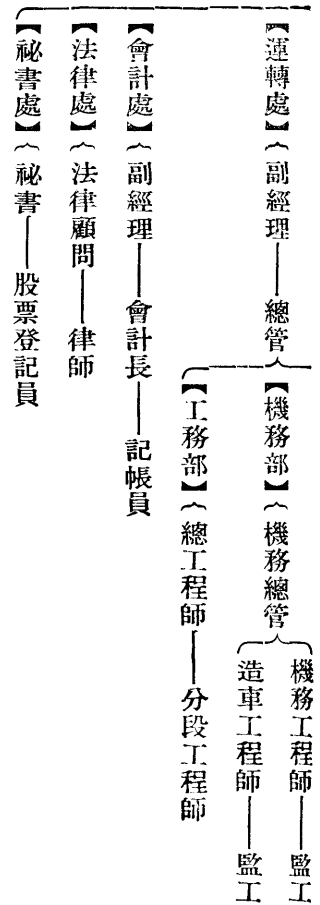 【運轉處】副經理——總管
【機務部】機務總管
機務工程師——監工
造車工程師——監工
【工務部】總工程師——分段工程師
【會計處】副經理——會計長——記帳員
【法律處】法律顧問——律師
【祕書處】祕書——股票登記員